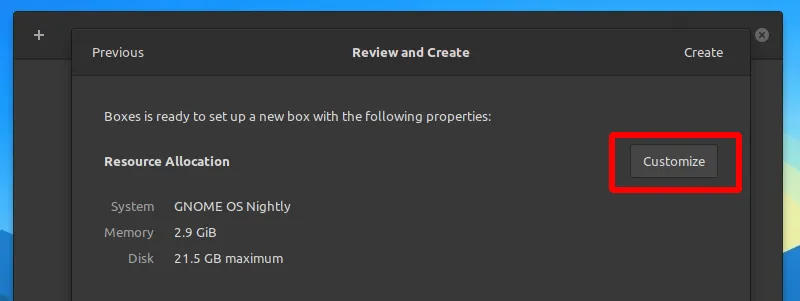 Previous Review and Create Create
Boxes is ready to set up a new box with the following properties:
Resource Allocation Customize
System GNOME OS Nightly
Memory 2.9 GiB
Disk 21.5 GB maximum